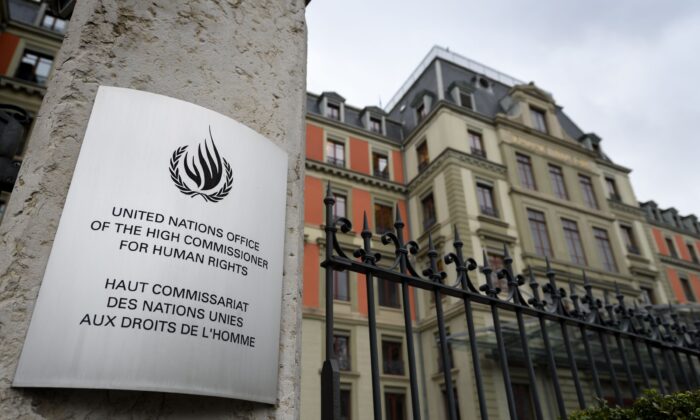 UNITED NATIONS OFFICE
OF THE HIGH COMMISSIONER
FOR HUMAN RIGHTS
HAUT COMMISSARIAT
DES NATIONS UNIES
AUX DROITS DE L'HOMME